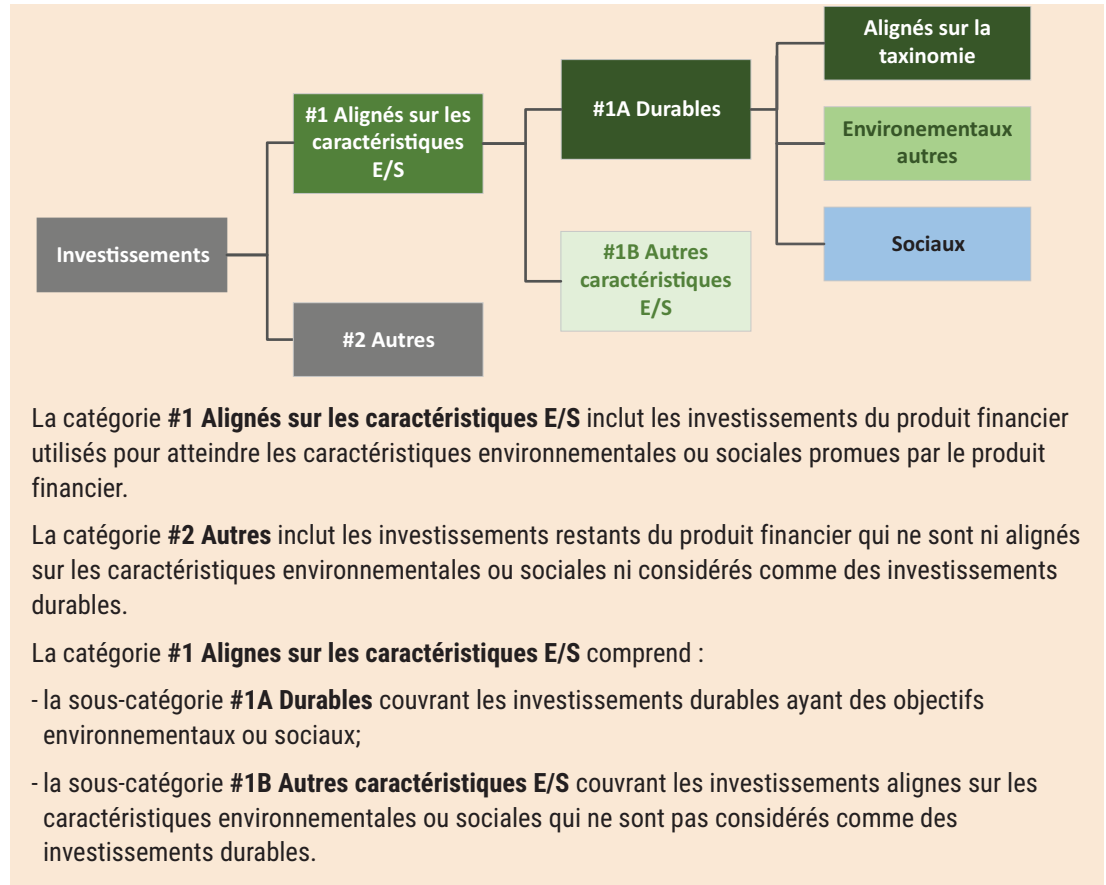 Alignés sur la
taxinomie
#1 Alignés sur les
caractéristiques
E/S
#1A Durables
Environementaux
autres
Investissements
#1B Autres
caractéristiques
E/S
Sociaux
#2 Autres
La catégorie #1 Alignés sur les caractéristiques E/S inclut les investissements du produit financier
utilisés pour atteindre les caractéristiques environnementales ou sociales promues par le produit
financier.
La catégorie #2 Autres inclut les investissements restants du produit financier qui ne sont ni alignés
sur les caractéristiques environnementales ou sociales ni considérés comme des investissements
durables.
La catégorie #1 Alignes sur les caractéristiques E/S comprend :
- la sous-catégorie #1A Durables couvrant les investissements durables ayant des objectifs
environnementaux ou sociaux;
- la sous-catégorie #1B Autres caractéristiques E/S couvrant les investissements alignes sur les
caractéristiques environnementales ou sociales qui ne sont pas considérés comme des
investissements durables.